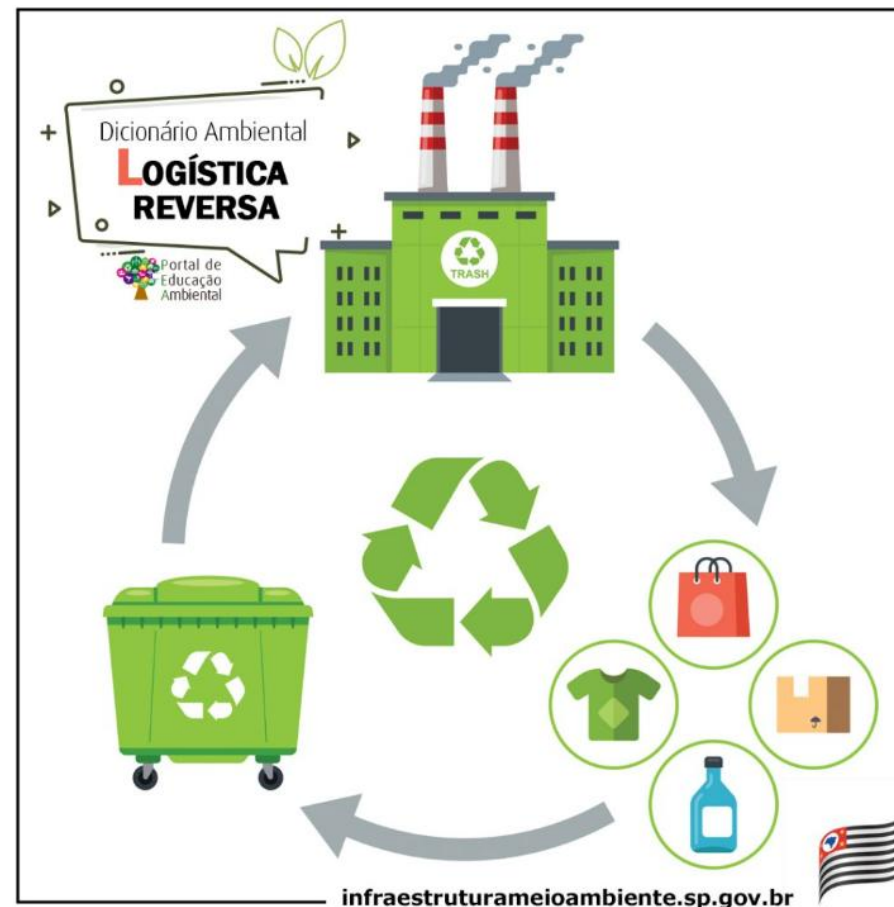 Dicionário Ambiental
LOGÍSTICA
REVERSA
Portal de
Educação
Ambiental
TRASH
infraestruturameioambiente.sp.gov.br